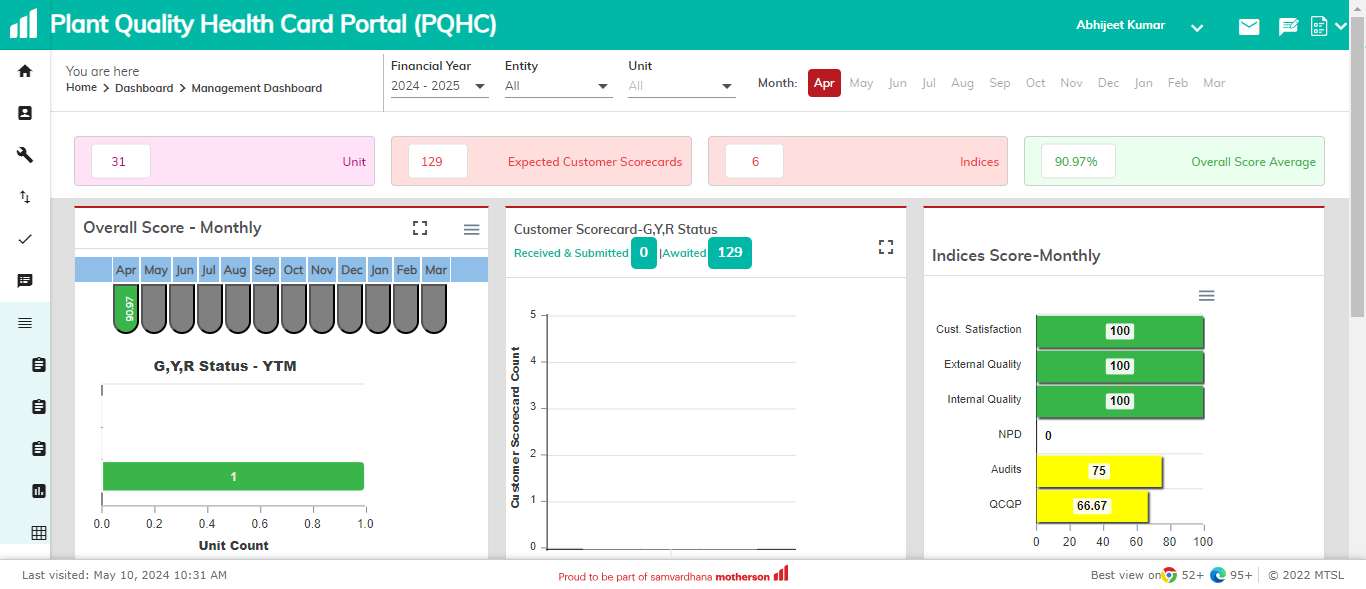 Plant Quality Health Card Portal (PQHC)
Abhijeet Kumar
You are here
Home > Dashboard > Management Dashboard
Financial Year
2024 - 2025
Entity
All
Unit
All
Month: Apr May Jun Jul Aug Sep Oct Nov Dec Jan Feb Mar
31 Unit
129 Expected Customer Scorecards
6 Indices
90.97% Overall Score Average
Overall Score - Monthly
Apr May Jun Jul Aug Sep Oct Nov Dec Jan Feb Mar
90.97
G,Y,R Status - YTM
1
0.0 0.2 0.4 0.6 0.8 1.0
Unit Count
Customer Scorecard-G,Y,R Status
Received & Submitted 0 |Awaited 129
Customer Scorecard Count
5
4
3
2
1
0
Indices Score-Monthly
Cust. Satisfaction 100
External Quality 100
Internal Quality 100
NPD 0
Audits 75
QCQP 66.67
0 20 40 60 80 100
Last visited: May 10, 2024 10:31 AM
Proud to be part of samvardhana motherson
Best view on 52+ 95+ © 2022 MTSL